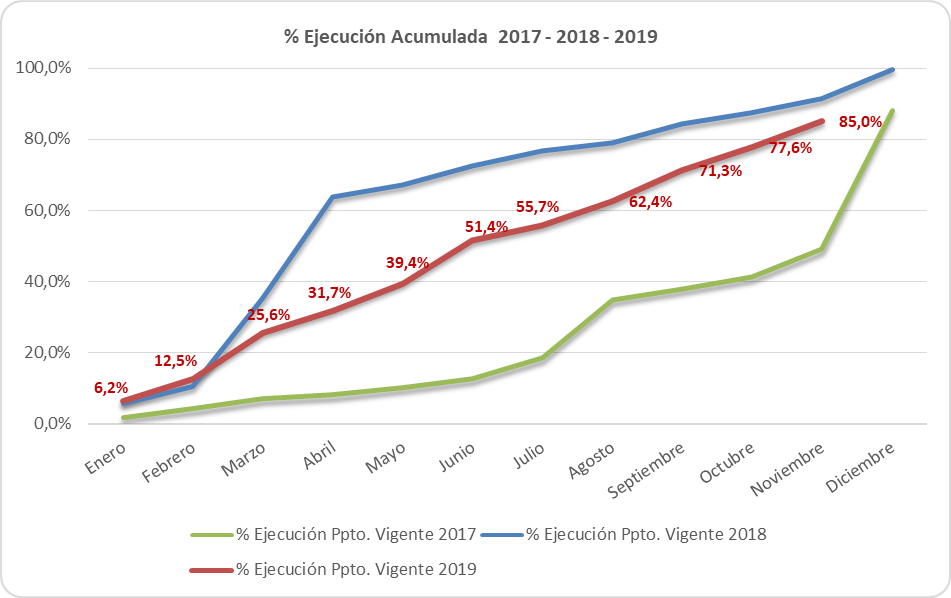 % Ejecución Acumulada 2017 - 2018 - 2019
100,0%
80,0%
60,0%
40,0%
20,0%
0,0%
6,2%
12,5%
25,6%
31,7%
39,4%
51,4%
55,7%
62,4%
71,3%
77,6%
85,0%
Enero
Febrero
Marzo
Abril
Mayo
Junio
Julio
Agosto
Septiembre
Octubre
Noviembre
Diciembre
% Ejecución Ppto. Vigente 2017
% Ejecución Ppto. Vigente 2018
% Ejecución Ppto. Vigente 2019